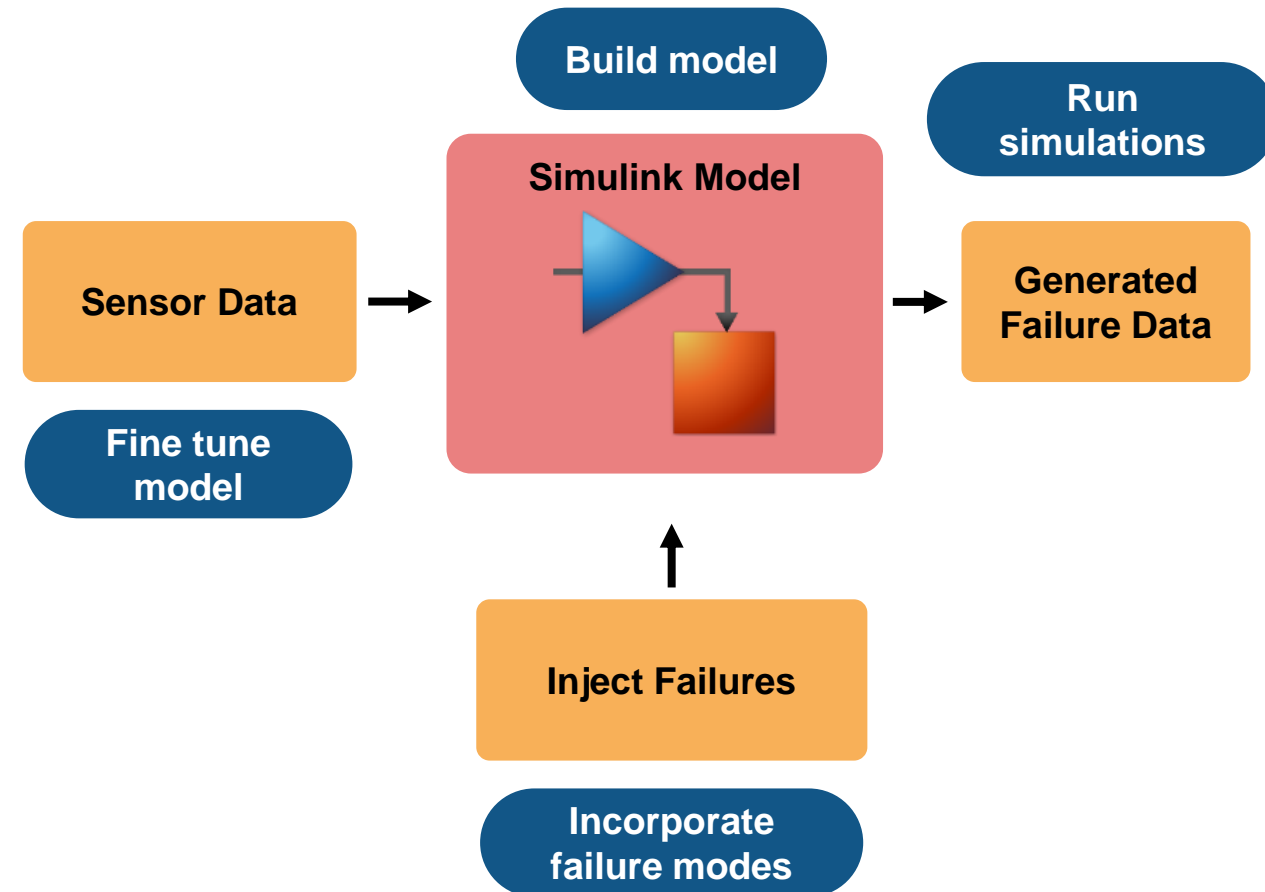 Build model
Run
simulations
Simulink Model
Sensor Data
Generated
Failure Data
Fine tune
model
Inject Failures
Incorporate
failure modes